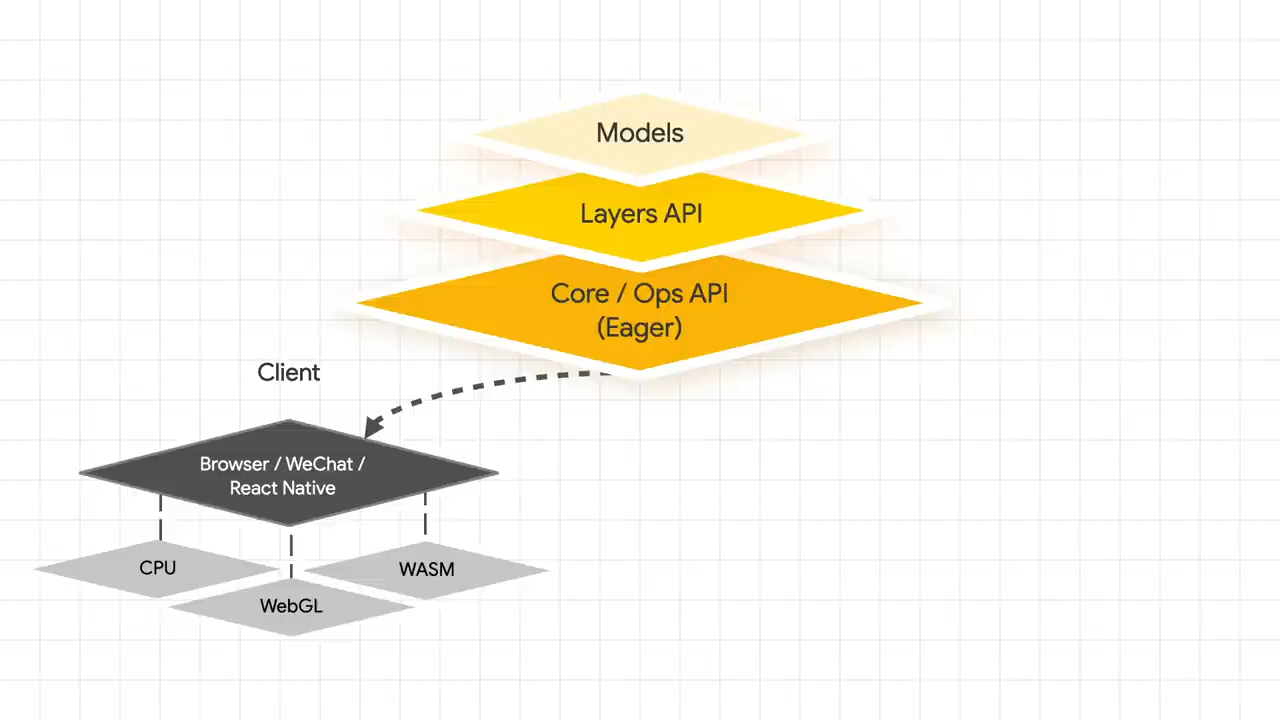 Models
Layers API
Core / Ops API
(Eager)
Client
Browser / WeChat /
React Native
CPU
WASM
WebGL